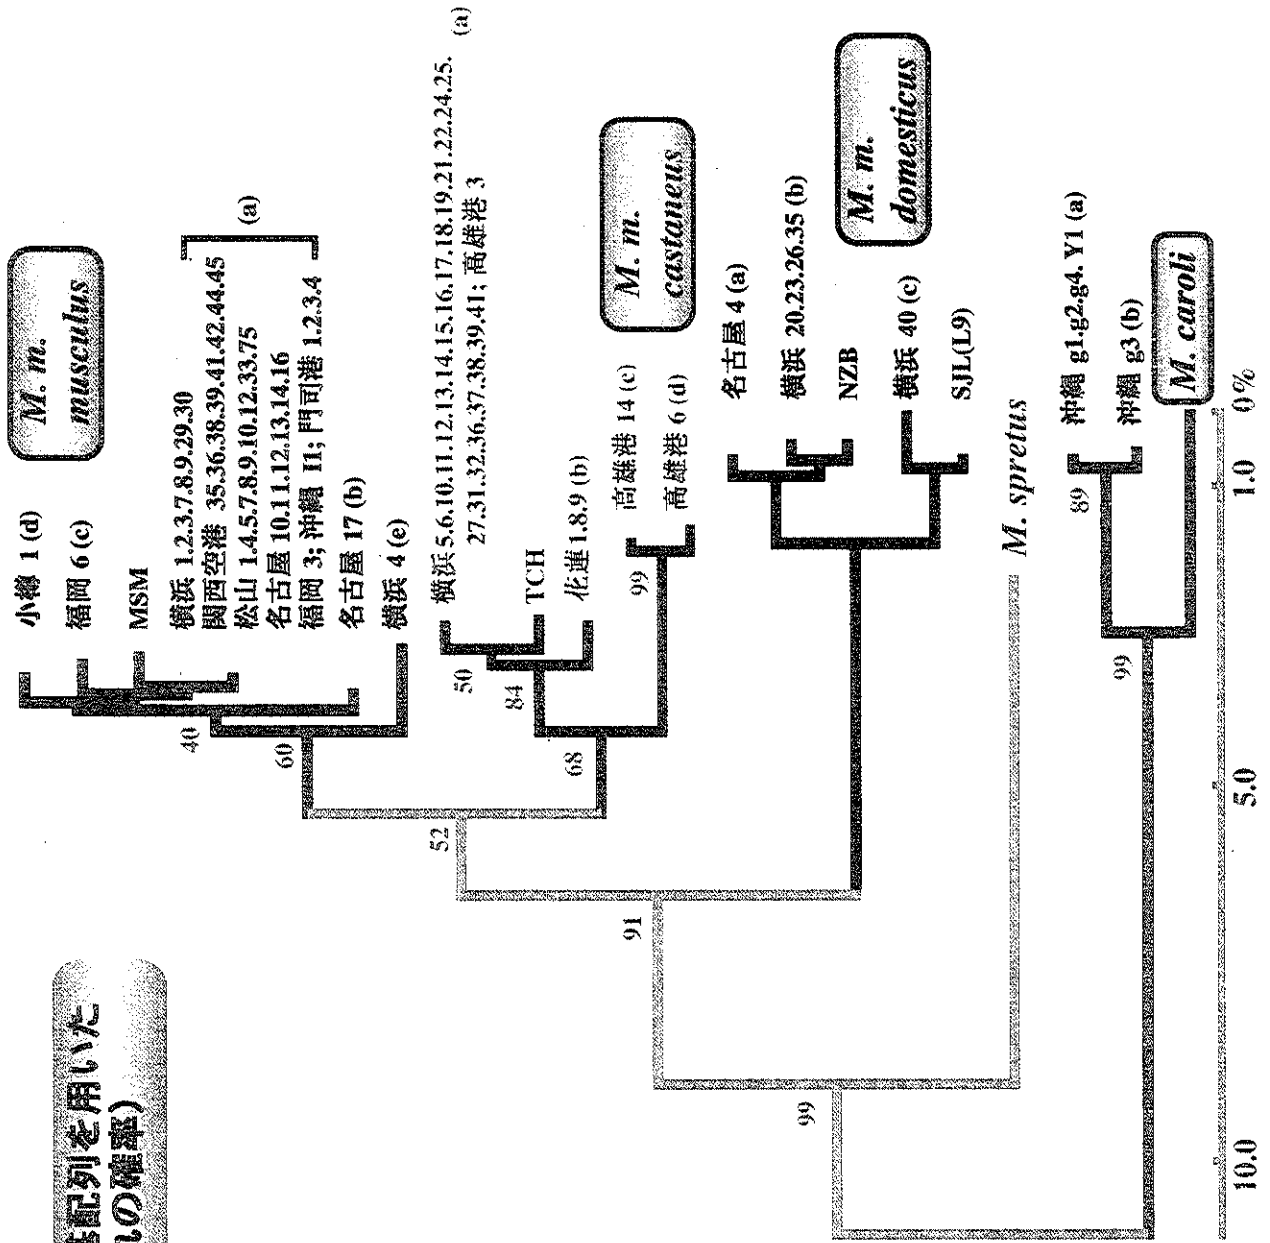 基配列を用いた
れの確率)
小樽 1 (d)
M. m.
musculus
福岡 6 (c)
MSM
横浜 1.2.3.7.8.9.29.30
関西空港 35.36.38.39.41.42.44.45
松山 1.4.5.7.8.9.10.12.33.75
名古屋 10.11.12.13.14.16
福岡 3; 沖縄 I1; 門司港 1.2.3.4
(a)
名古屋 17 (b)
横浜 4 (e)
40
60
横浜 5.6.10.11.12.13.14.15.16.17.18.19.21.22.24.25.
27.31.32.36.37.38.39.41; 高雄港 3
(a)
50
TCH
84
花蓮 1.8.9 (b)
68
M. m.
castaneus
高雄港 14 (c)
99
高雄港 6 (d)
52
名古屋 4 (a)
横浜 20.23.26.35 (b)
NZB
M. m.
domesticus
横浜 40 (c)
SJL(L9)
91
M. spretus
99
沖縄 g1.g2.g4. Y1 (a)
89
沖縄 g3 (b)
99
M. caroli
10.0
5.0
1.0
0%